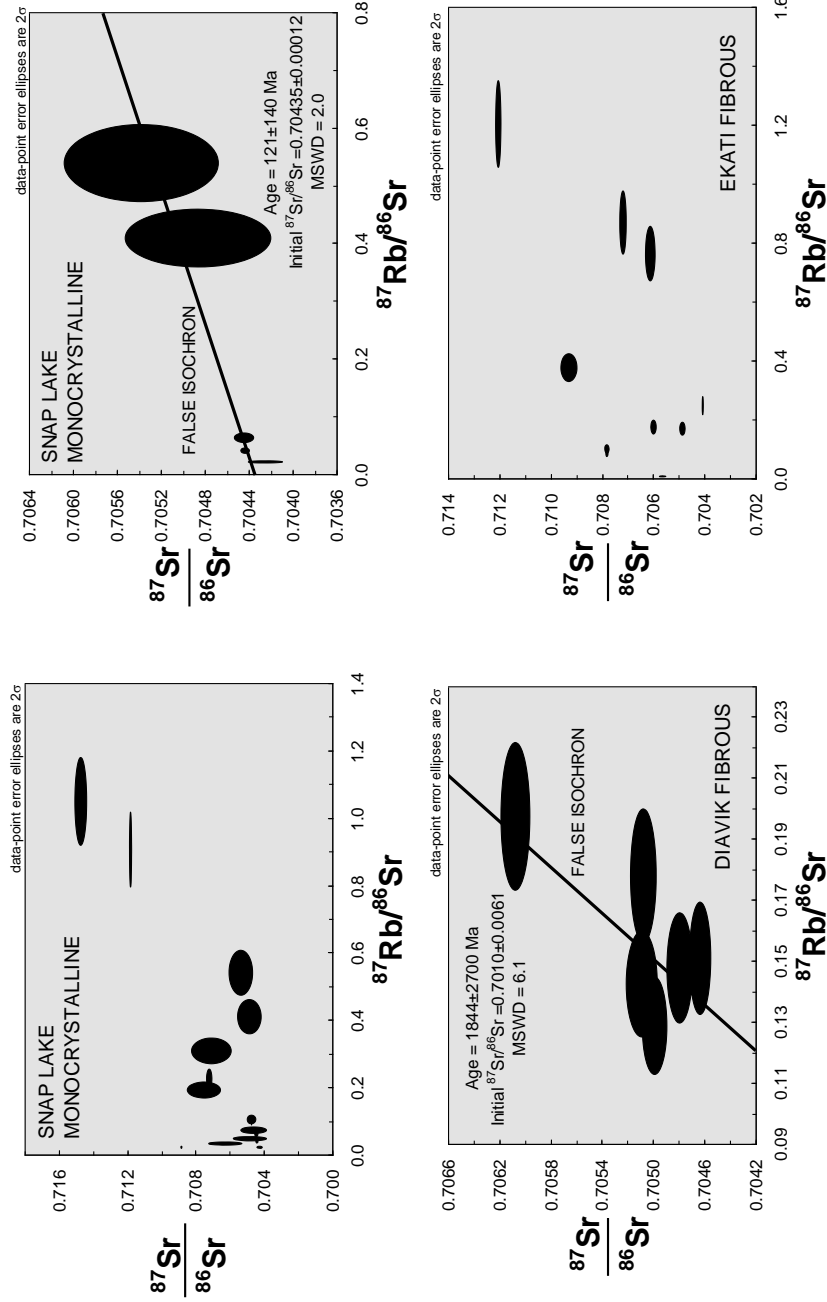 data-point error ellipses are 2σ
SNAP LAKE
MONOCRYSTALLINE
0.716
0.712
0.708
0.704
0.700
⁸⁷Sr
⁸⁶Sr
0.0
0.2
0.4
0.6
0.8
1.0
1.2
1.4
⁸⁷Rb/⁸⁶Sr
data-point error ellipses are 2σ
SNAP LAKE
MONOCRYSTALLINE
FALSE ISOCHRON
Age = 121±140 Ma
Initial ⁸⁷Sr/⁸⁶Sr =0.70435±0.00012
MSWD = 2.0
0.7064
0.7060
0.7056
0.7052
0.7048
0.7044
0.7040
0.7036
⁸⁷Sr
⁸⁶Sr
0.0
0.2
0.4
0.6
0.8
⁸⁷Rb/⁸⁶Sr
data-point error ellipses are 2σ
Age = 1844±2700 Ma
Initial ⁸⁷Sr/⁸⁶Sr =0.7010±0.0061
MSWD = 6.1
FALSE ISOCHRON
DIAVIK FIBROUS
0.7066
0.7062
0.7058
0.7054
0.7050
0.7046
0.7042
⁸⁷Sr
⁸⁶Sr
0.09
0.11
0.13
0.15
0.17
0.19
0.21
0.23
⁸⁷Rb/⁸⁶Sr
data-point error ellipses are 2σ
EKATI FIBROUS
0.714
0.712
0.710
0.708
0.706
0.704
0.702
⁸⁷Sr
⁸⁶Sr
0.0
0.4
0.8
1.2
1.6
⁸⁷Rb/⁸⁶Sr